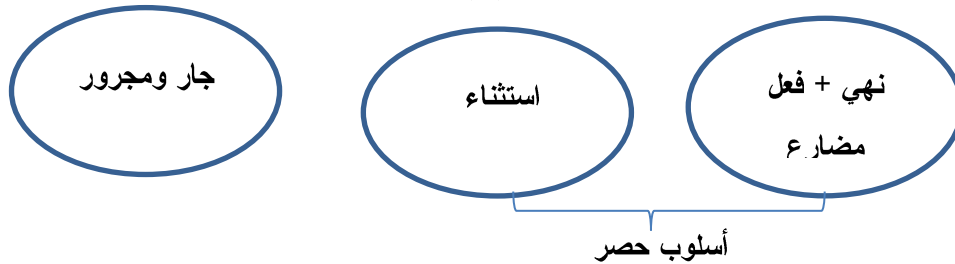 نهي + فعل
مضارع
استثناء
جار ومجرور
أسلوب حصر